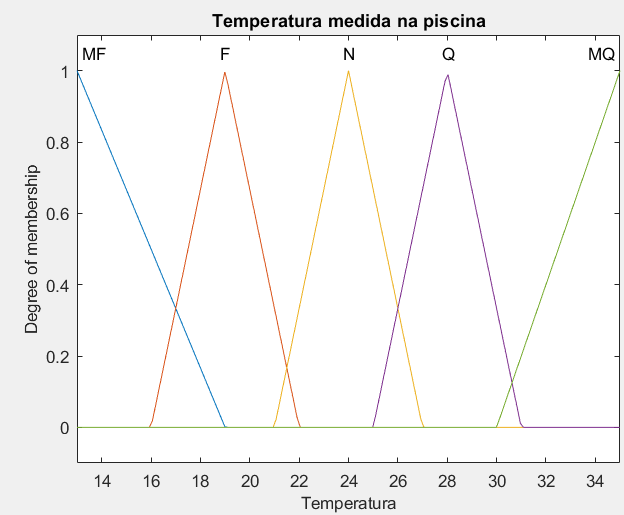 Temperatura medida na piscina
MF F N Q MQ
1
0.8
0.6
0.4
0.2
0
Degree of membership
14 16 18 20 22 24 26 28 30 32 34
Temperatura